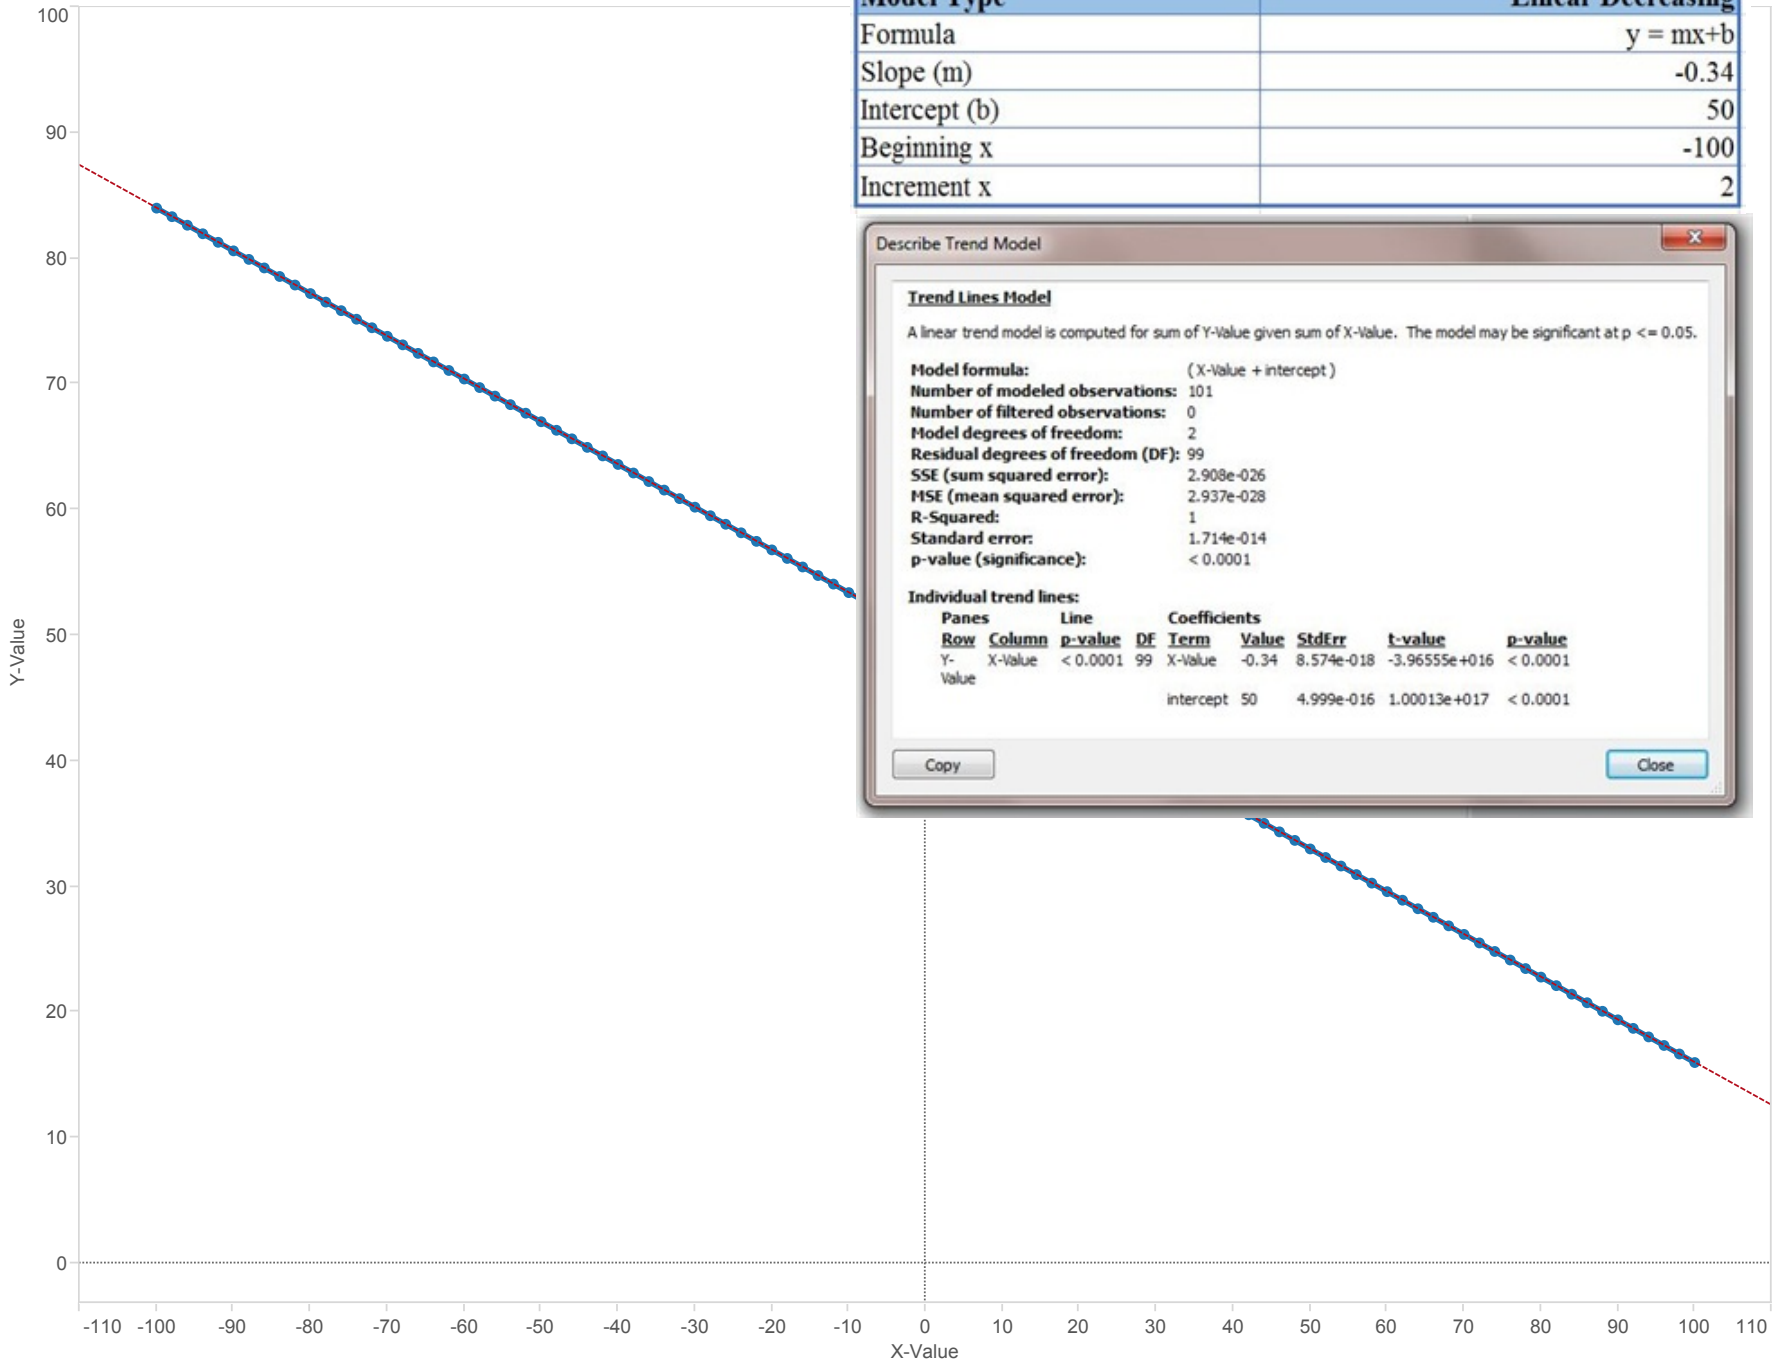 Model Type Linear Decreasing
Formula y = mx+b
Slope (m) -0.34
Intercept (b) 50
Beginning x -100
Increment x 2
Describe Trend Model
Trend Lines Model
A linear trend model is computed for sum of Y-Value given sum of X-Value. The model may be significant at p <= 0.05.
Model formula: ( X-Value + intercept )
Number of modeled observations: 101
Number of filtered observations: 0
Model degrees of freedom: 2
Residual degrees of freedom (DF): 99
SSE (sum squared error): 2.908e-026
MSE (mean squared error): 2.937e-028
R-Squared: 1
Standard error: 1.714e-014
p-value (significance): < 0.0001
Individual trend lines:
Panes Line Coefficients
Row Column p-value DF Term Value StdErr t-value p-value
Y- X-Value < 0.0001 99 X-Value -0.34 8.574e-018 -3.96555e+016 < 0.0001
Value
intercept 50 4.999e-016 1.00013e+017 < 0.0001
Copy Close
100
90
80
70
60
50
40
30
20
10
0
Y-Value
-110 -100 -90 -80 -70 -60 -50 -40 -30 -20 -10 0 10 20 30 40 50 60 70 80 90 100 110
X-Value